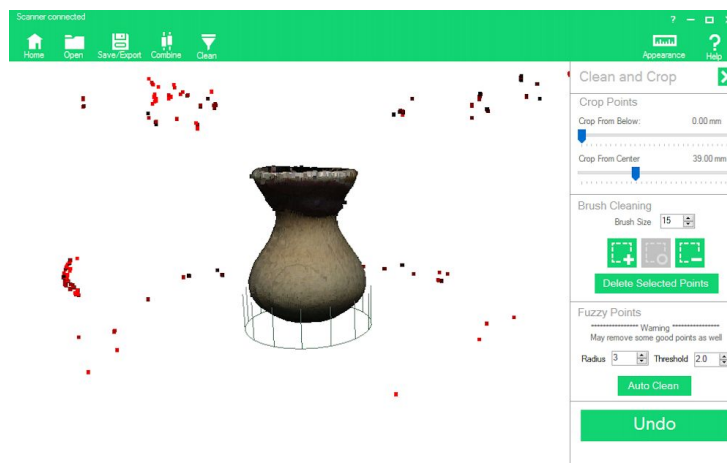 Scanner connected
?
Home Open Save/Export Combine Clean Appearance Help
Clean and Crop
Crop Points
Crop From Below: 0.00 mm
Crop From Center 39.00 mm
Brush Cleaning
Brush Size 15
Delete Selected Points
Fuzzy Points
**************** Warning ****************
May remove some good points as well
Radius 3 Threshold 2.0
Auto Clean
Undo